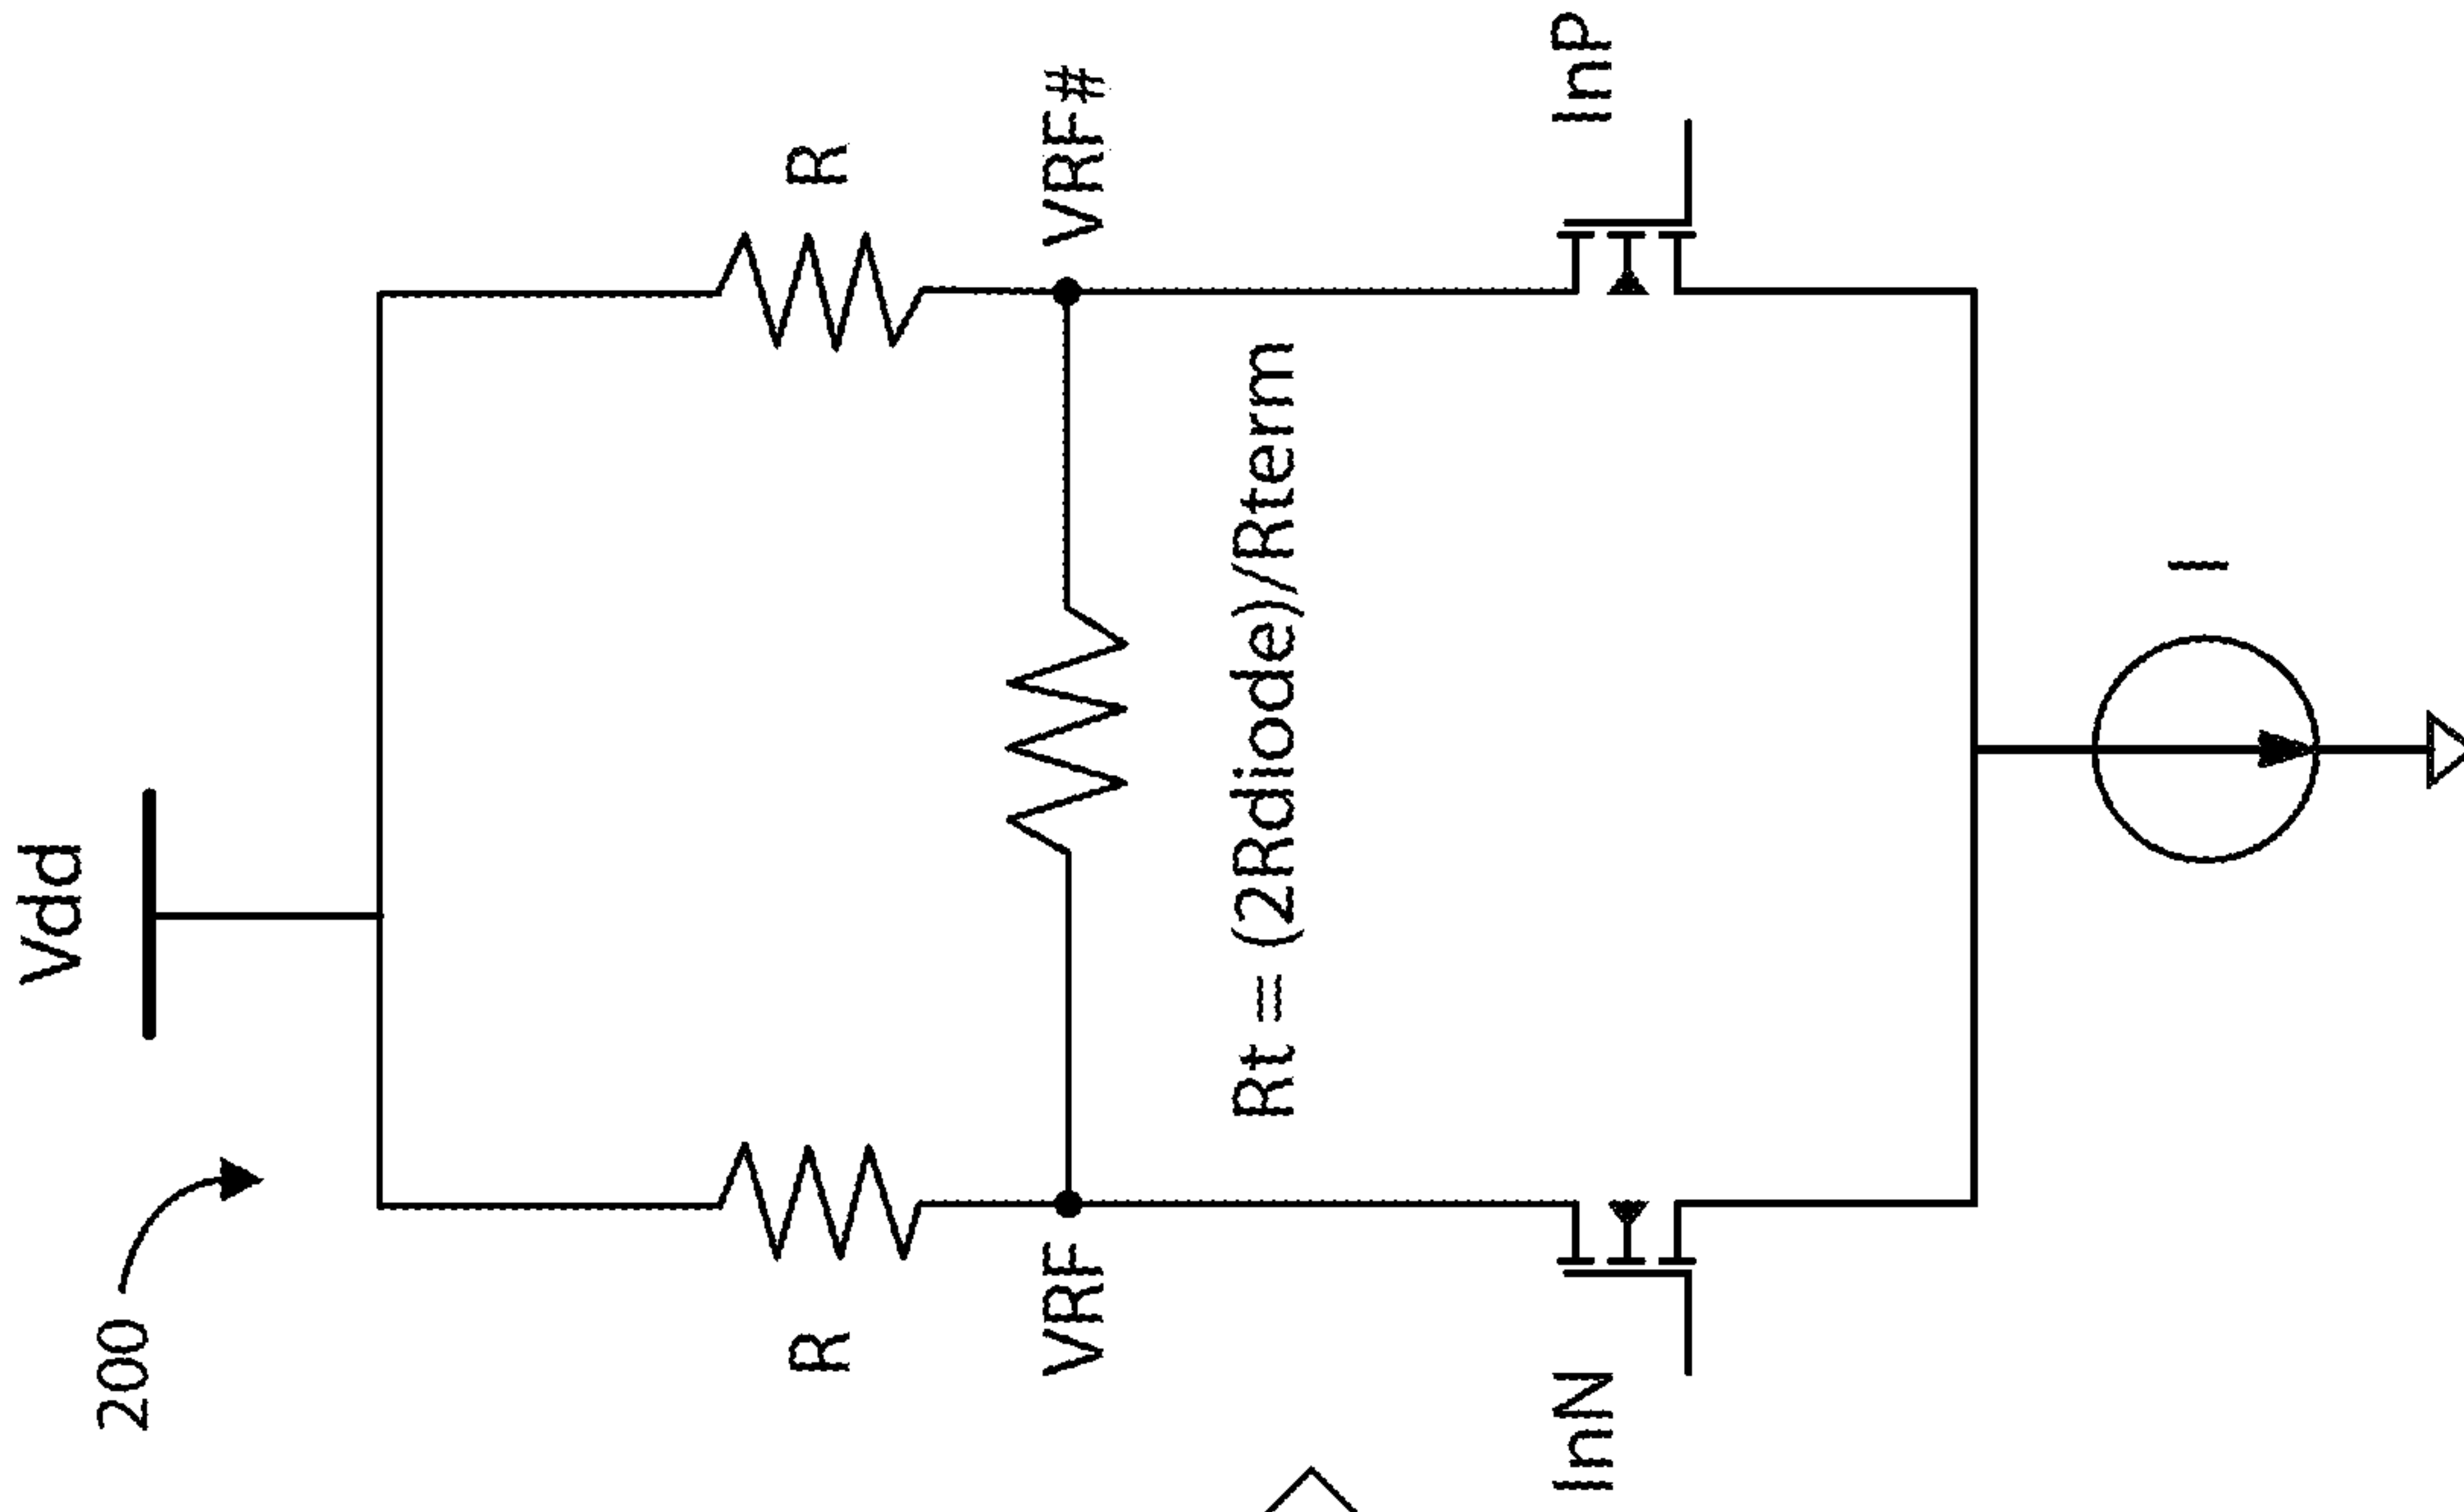 200
Vdd
R
R
VRF
VRF#
Rt = (2Rdiode)/Rterm
InN
InP
I